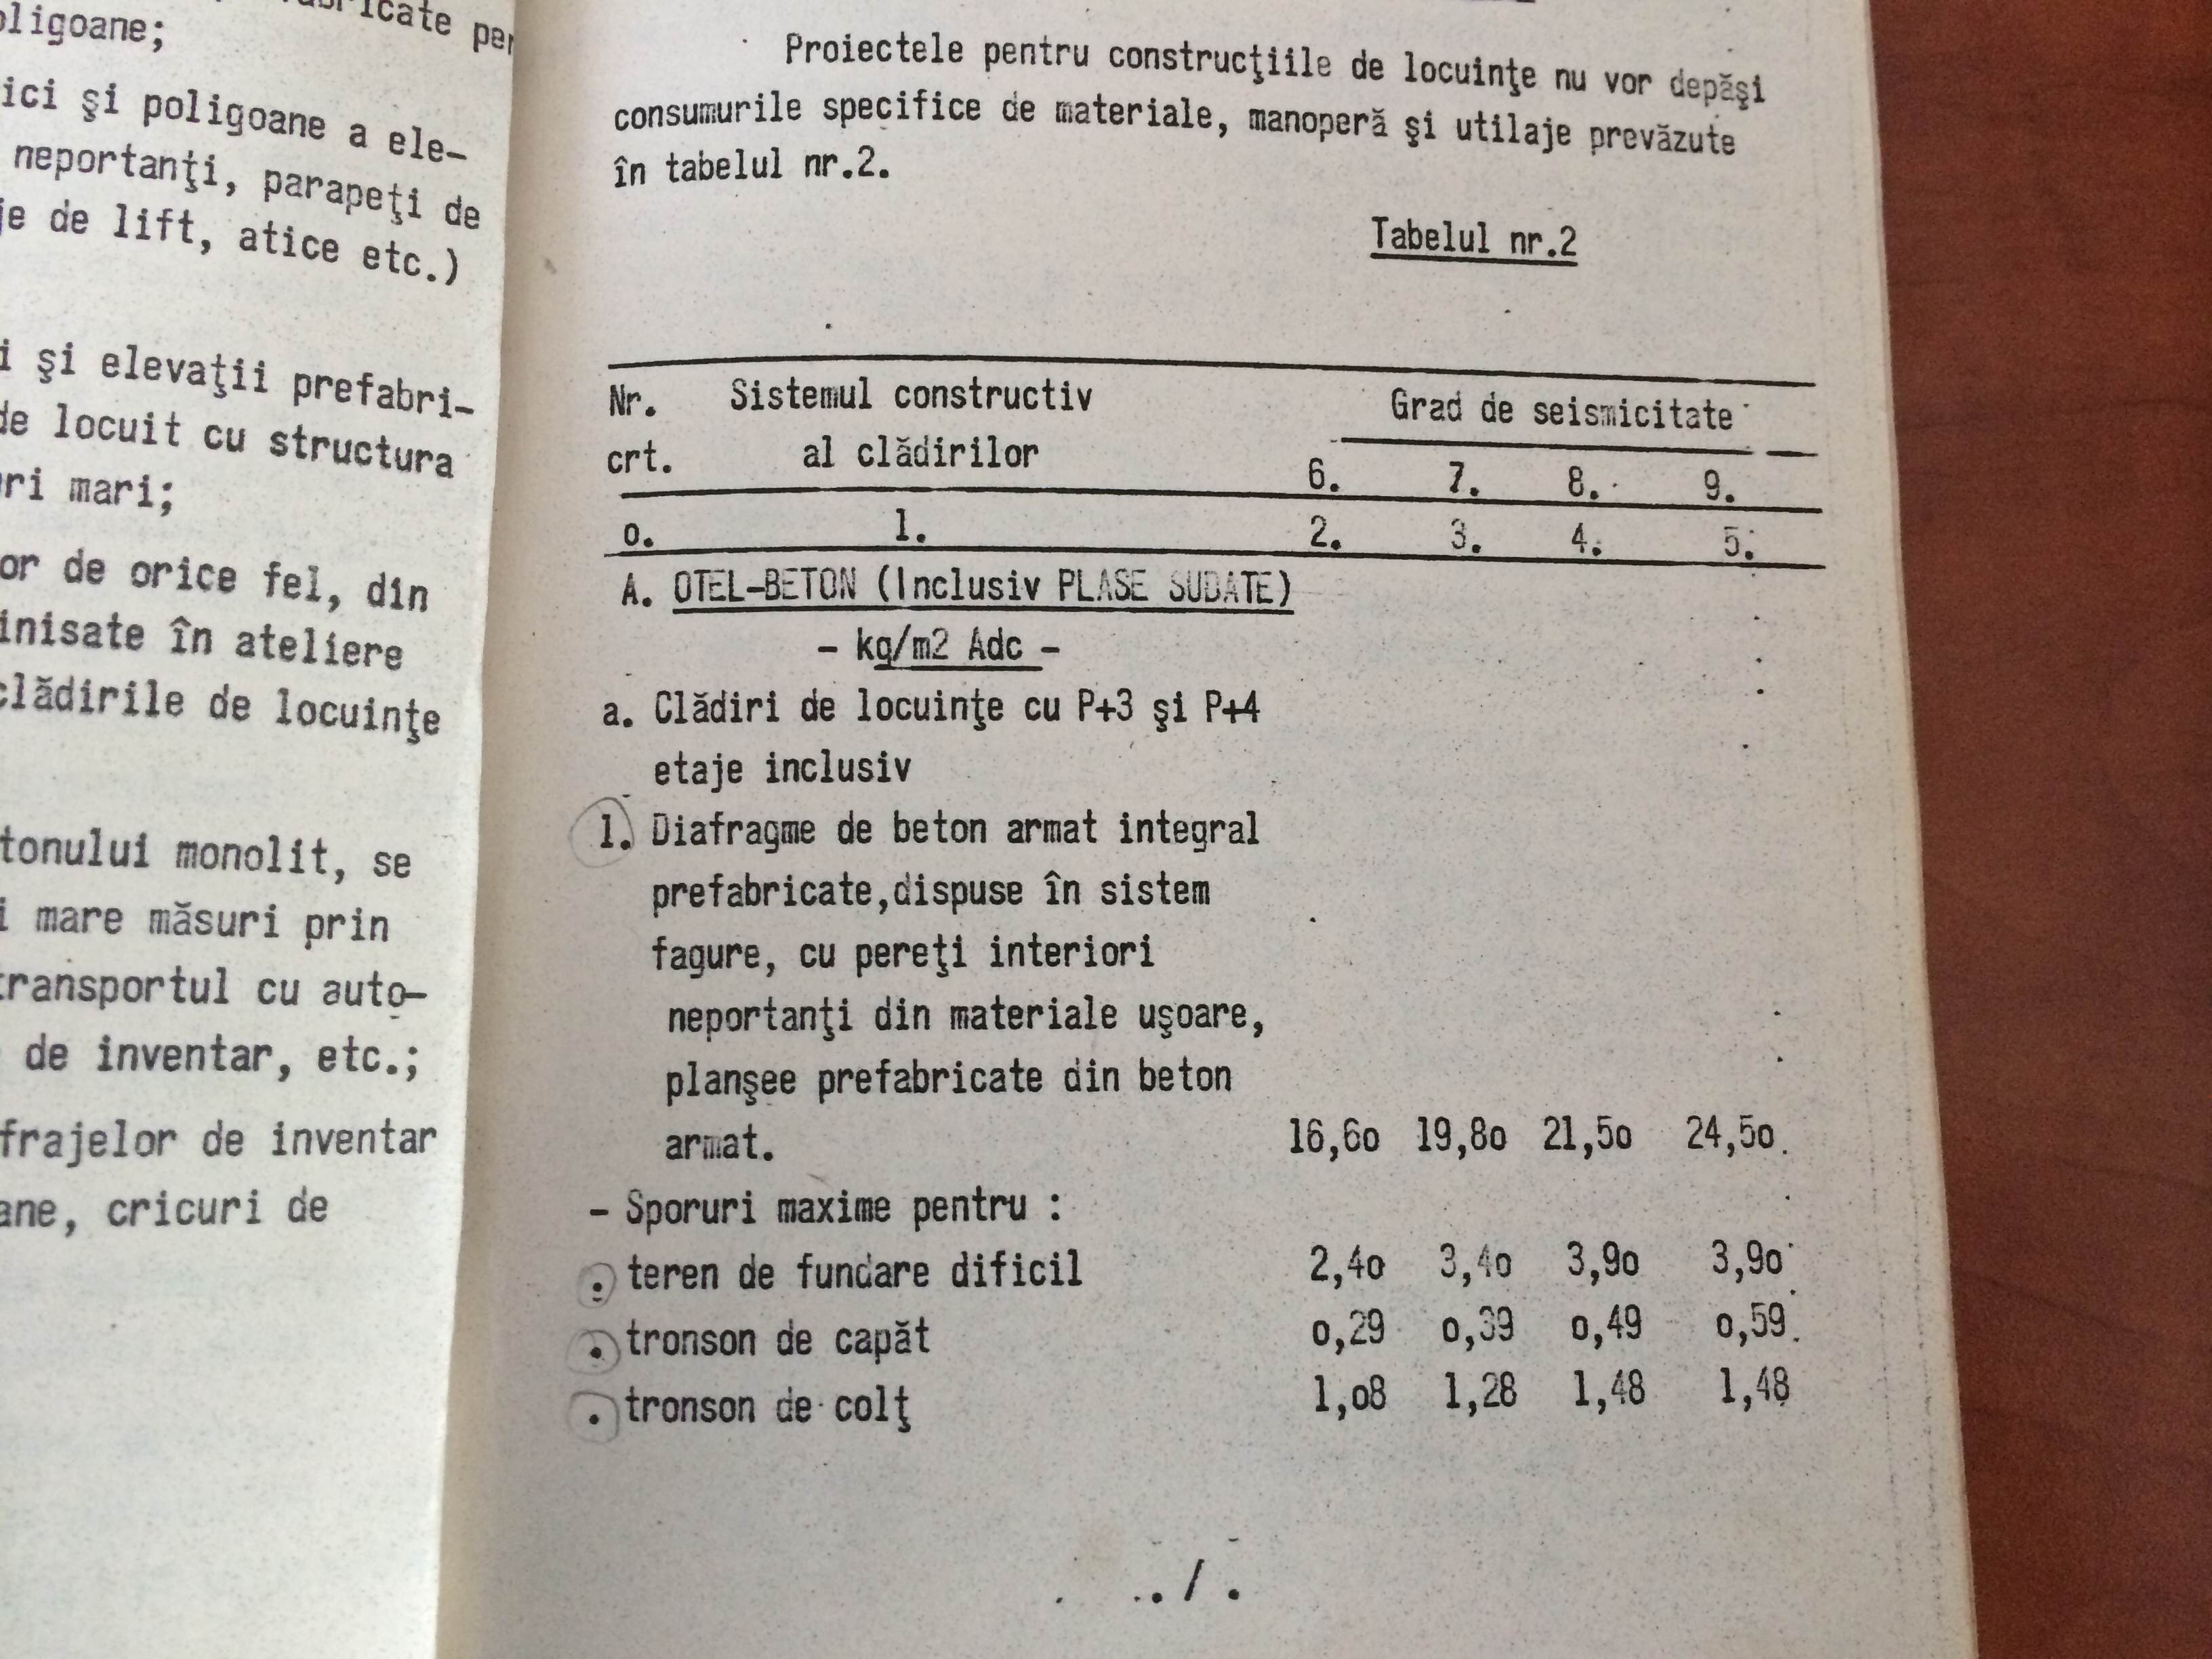 oligoane;
ici şi poligoane a ele-
neportanţi, parapeţi de
je de lift, atice etc.)
i şi elevaţii prefabri-
de locuit cu structura
ri mari;
or de orice fel, din
inisate în ateliere
clădirile de locuinţe
tonului monolit, se
i mare măsuri prin
transportul cu auto-
de inventar, etc.;
frajelor de inventar
ane, cricuri de
Proiectele pentru construcţiile de locuinţe nu vor depăşi
consumurile specifice de materiale, manoperă şi utilaje prevăzute
în tabelul nr.2.
Tabelul nr.2
Nr. Sistemul constructiv Grad de seismicitate
crt. al clădirilor 6. 7. 8. 9.
o. 1. 2. 3. 4. 5.
A. OTEL-BETON (Inclusiv PLASE SUDATE)
- kg/m2 Adc -
a. Clădiri de locuinţe cu P+3 şi P+4
etaje inclusiv
1. Diafragme de beton armat integral
prefabricate,dispuse în sistem
fagure, cu pereţi interiori
neportanţi din materiale uşoare,
planşee prefabricate din beton
armat. 16,6o 19,8o 21,5o 24,5o
- Sporuri maxime pentru :
. teren de fundare dificil 2,4o 3,4o 3,9o 3,9o
. tronson de capăt o,29 o,39 o,49 o,59
. tronson de colţ 1,o8 1,28 1,48 1,48
../.